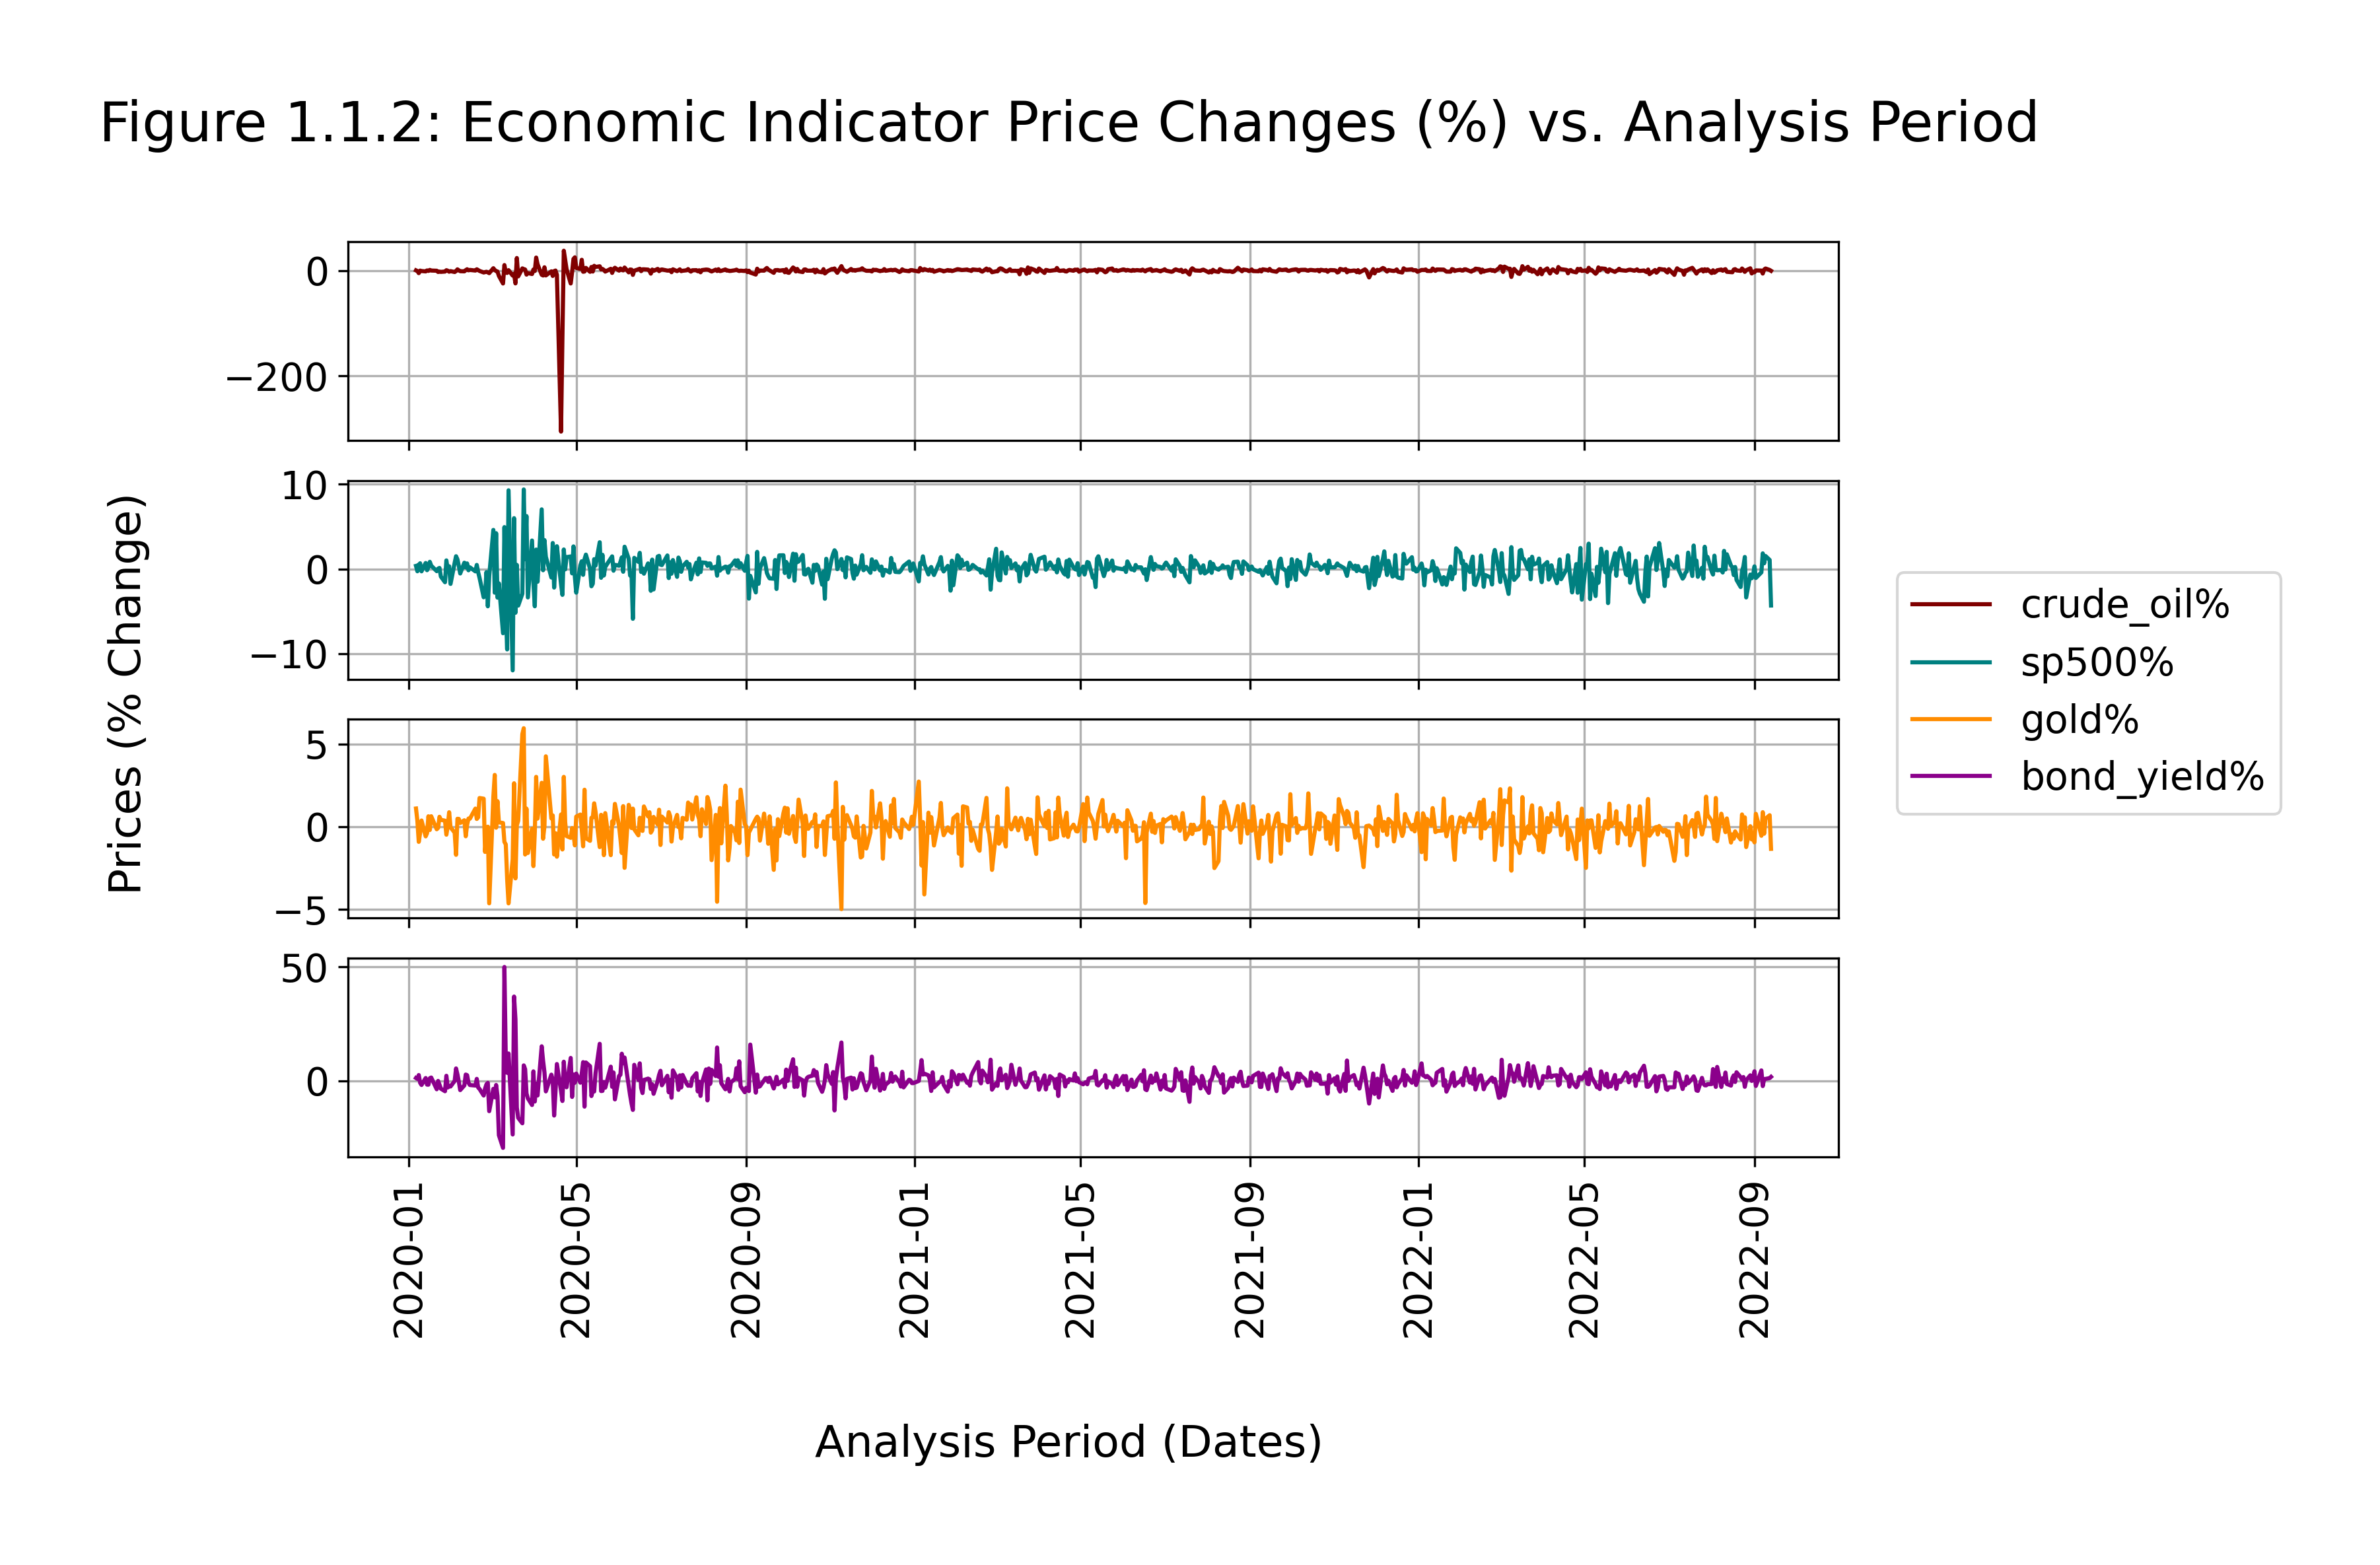 Figure 1.1.2: Economic Indicator Price Changes (%) vs. Analysis Period
Prices (% Change)
0
−200
10
0
−10
5
0
−5
50
0
2020-01
2020-05
2020-09
2021-01
2021-05
2021-09
2022-01
2022-05
2022-09
Analysis Period (Dates)
crude_oil%
sp500%
gold%
bond_yield%